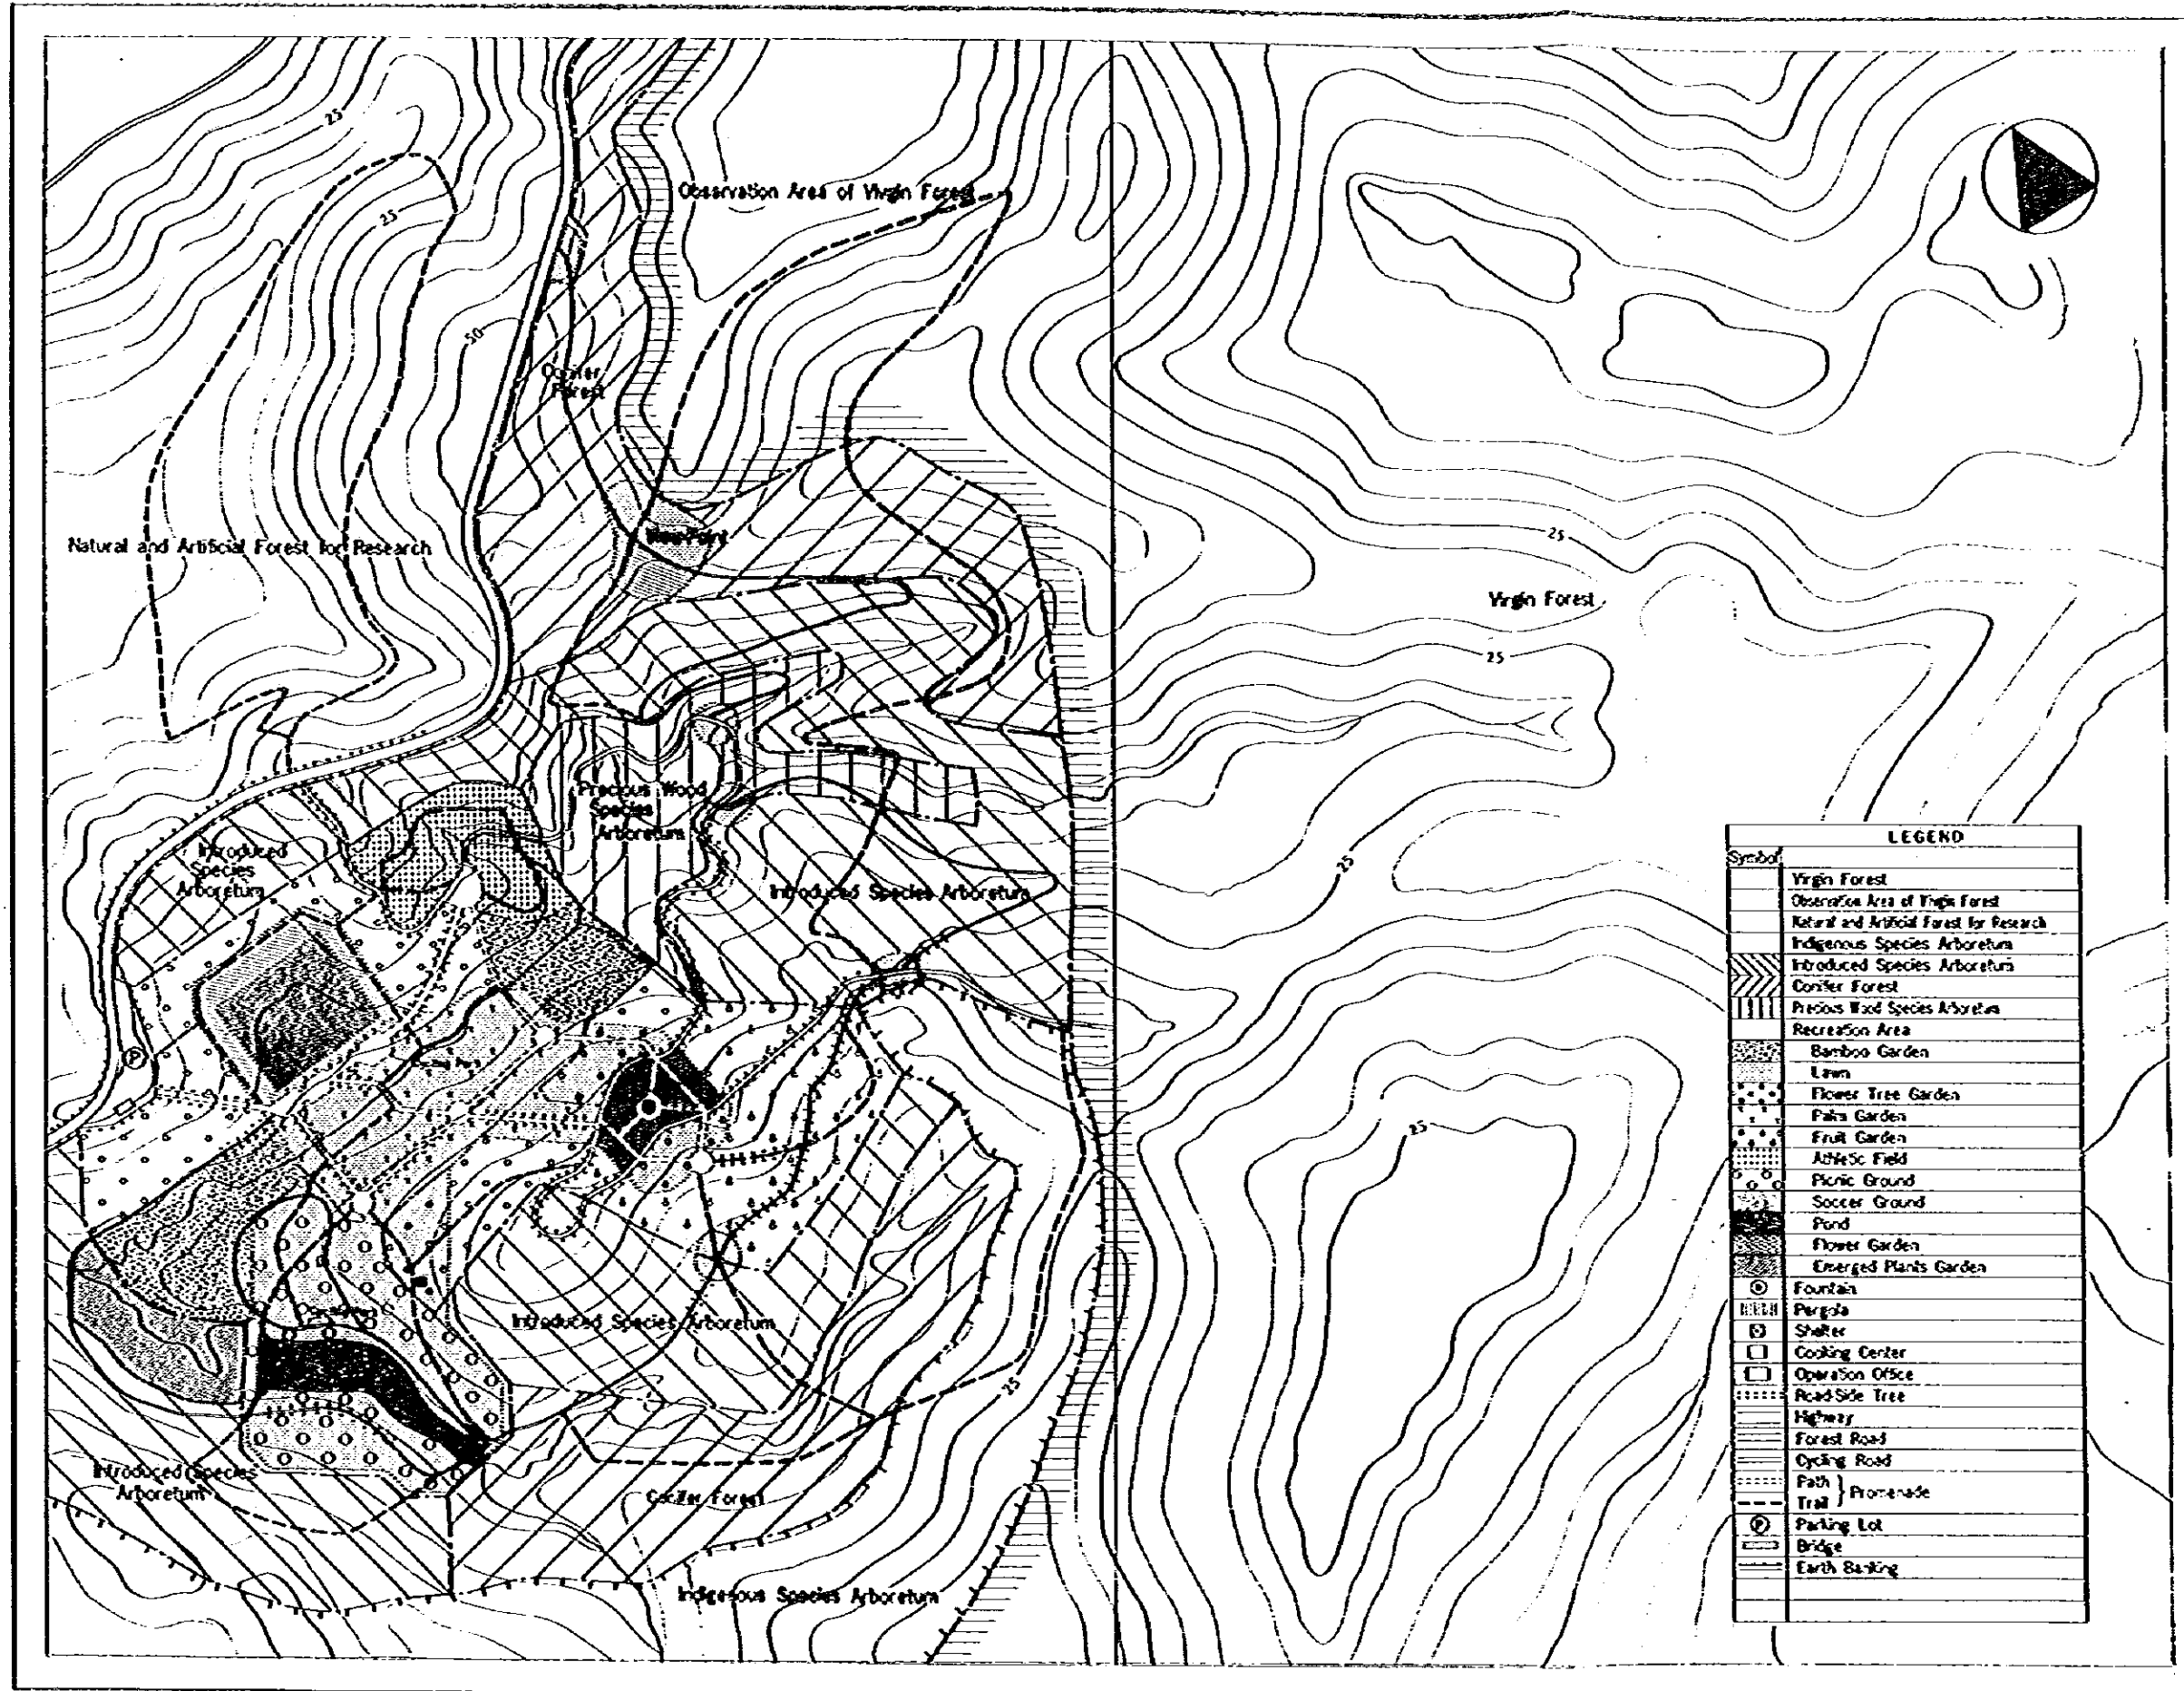 25
Observation Area of Virgin Forest
25
50
Conifer
Forest
View Point
25
Natural and Artificial Forest for Research
Virgin Forest
25
Precious Wood
Species
Arboretum
Introduced
Species
Arboretum
25
Introduced Species Arboretum
P
25
Introduced Species Arboretum
25
Introduced Species
Arboretum
Conifer Forest
Indigenous Species Arboretum
LEGEND
Symbol
Virgin Forest
Observation Area of Virgin Forest
Natural and Artificial Forest for Research
Indigenous Species Arboretum
Introduced Species Arboretum
Conifer Forest
Precious Wood Species Arboretum
Recreation Area
Bamboo Garden
Lawn
Flower Tree Garden
Palm Garden
Fruit Garden
Athletic Field
Picnic Ground
Soccer Ground
Pond
Flower Garden
Emerged Plants Garden
Fountain
Pergola
Shelter
Cooking Center
Operation Office
Road-Side Tree
Highway
Forest Road
Cycling Road
Path
Trail } Promenade
P Parking Lot
Bridge
Earth Banking